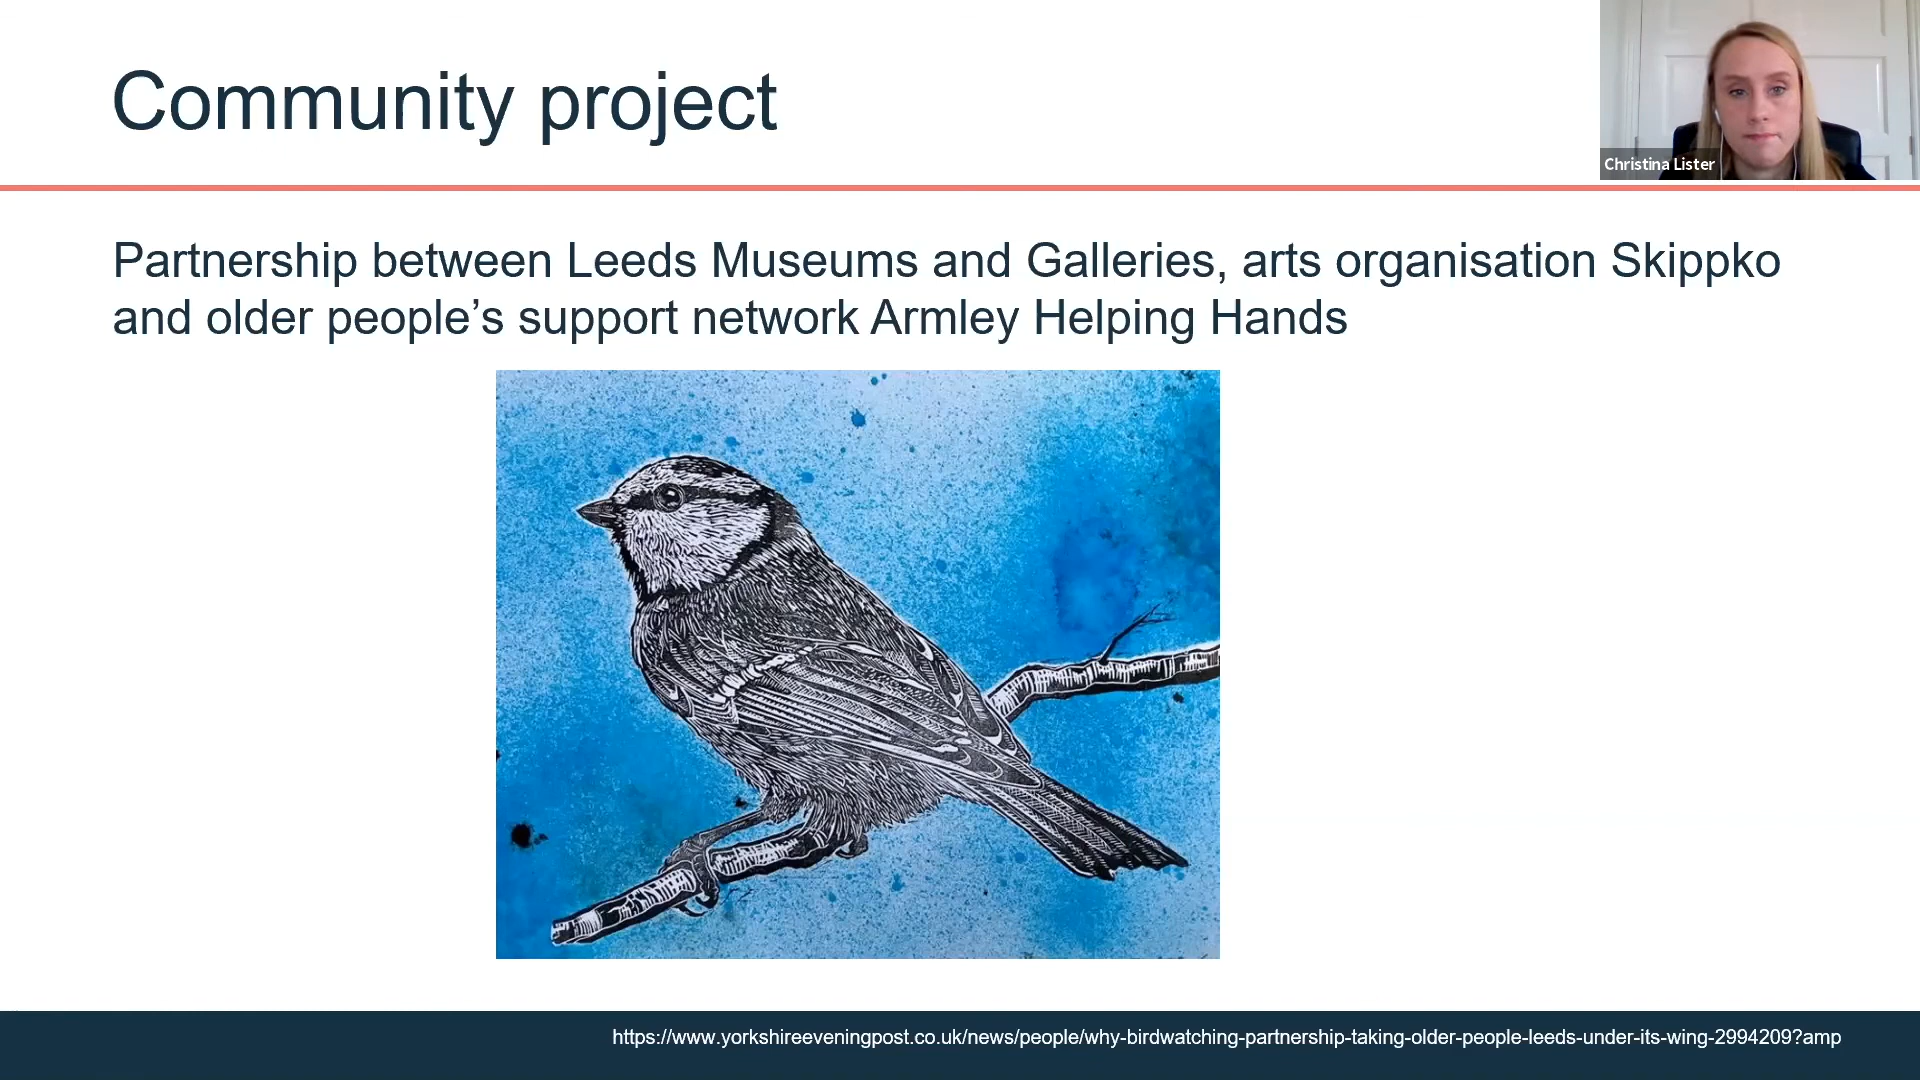 Community project
Christina Lister
Partnership between Leeds Museums and Galleries, arts organisation Skippko
and older people’s support network Armley Helping Hands
https://www.yorkshireeveningpost.co.uk/news/people/why-birdwatching-partnership-taking-older-people-leeds-under-its-wing-2994209?amp